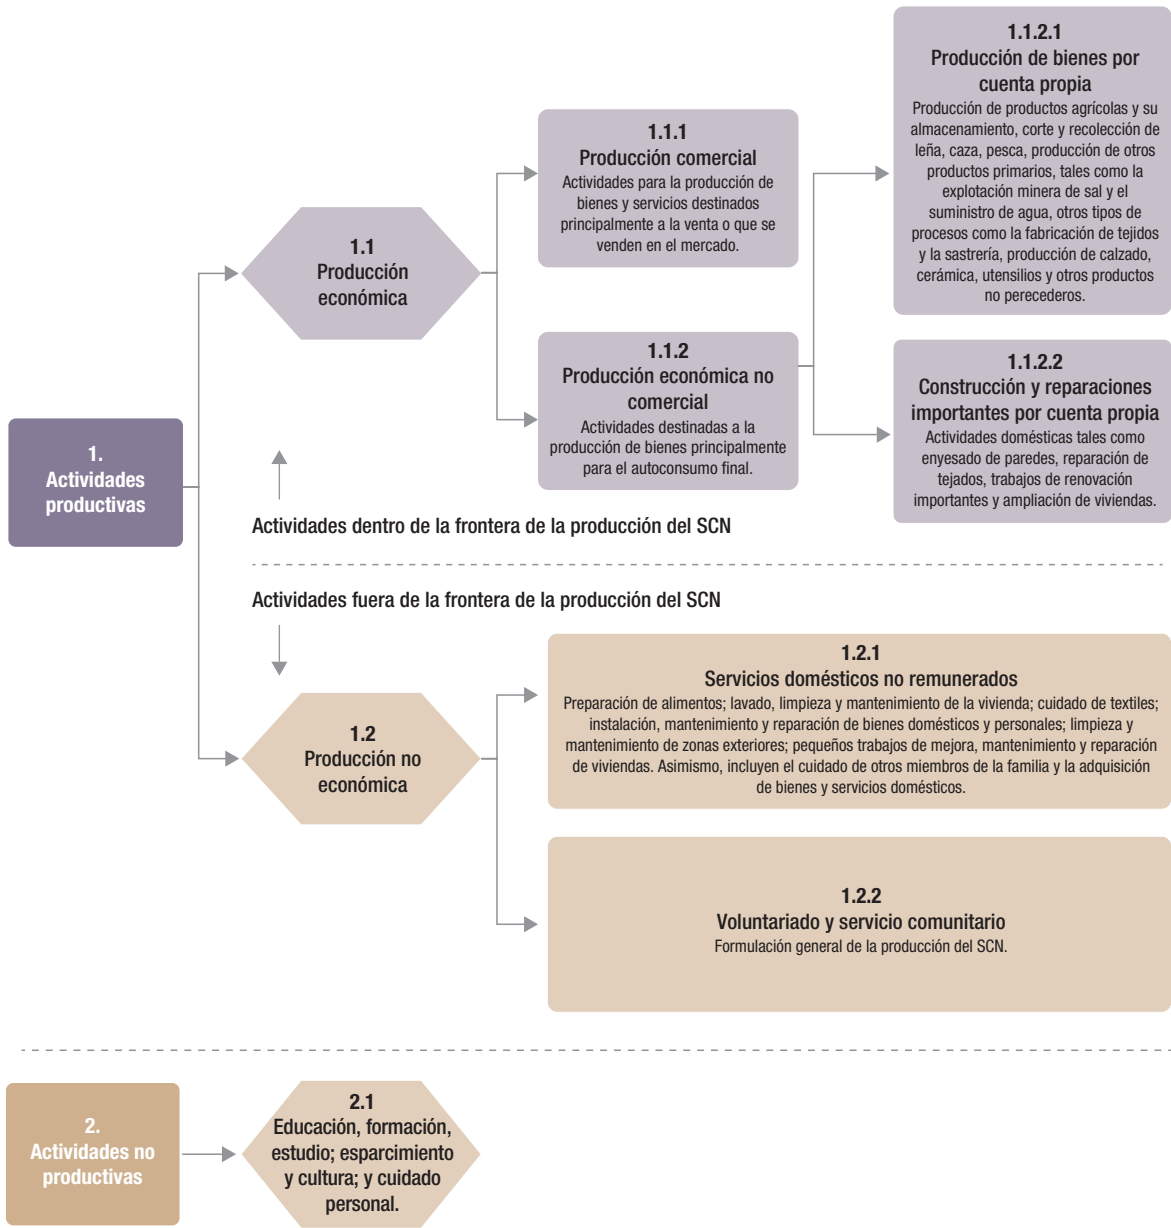 1.1.2.1
Producción de bienes por
cuenta propia
Producción de productos agrícolas y su
almacenamiento, corte y recolección de
leña, caza, pesca, producción de otros
productos primarios, tales como la
explotación minera de sal y el
suministro de agua, otros tipos de
procesos como la fabricación de tejidos
y la sastrería, producción de calzado,
cerámica, utensilios y otros productos
no perecederos.
1.1.1
Producción comercial
Actividades para la producción de
bienes y servicios destinados
principalmente a la venta o que se
venden en el mercado.
1.1
Producción
económica
1.1.2
Producción económica no
comercial
Actividades destinadas a la
producción de bienes principalmente
para el autoconsumo final.
1.1.2.2
Construcción y reparaciones
importantes por cuenta propia
Actividades domésticas tales como
enyesado de paredes, reparación de
tejados, trabajos de renovación
importantes y ampliación de viviendas.
1.
Actividades
productivas
Actividades dentro de la frontera de la producción del SCN
Actividades fuera de la frontera de la producción del SCN
1.2
Producción no
económica
1.2.1
Servicios domésticos no remunerados
Preparación de alimentos; lavado, limpieza y mantenimiento de la vivienda; cuidado de textiles;
instalación, mantenimiento y reparación de bienes domésticos y personales; limpieza y
mantenimiento de zonas exteriores; pequeños trabajos de mejora, mantenimiento y reparación
de viviendas. Asimismo, incluyen el cuidado de otros miembros de la familia y la adquisición
de bienes y servicios domésticos.
1.2.2
Voluntariado y servicio comunitario
Formulación general de la producción del SCN.
2.
Actividades no
productivas
2.1
Educación, formación,
estudio; esparcimiento
y cultura; y cuidado
personal.